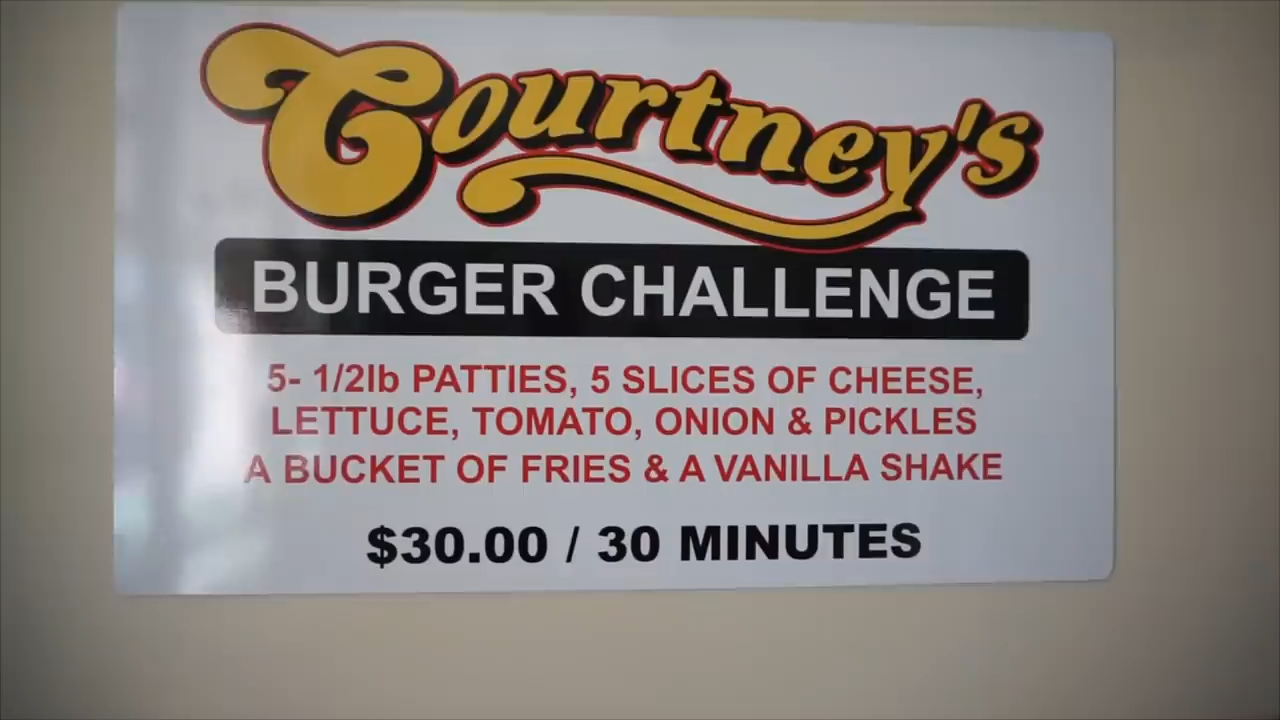 Courtney's
BURGER CHALLENGE
5- 1/2lb PATTIES, 5 SLICES OF CHEESE,
LETTUCE, TOMATO, ONION & PICKLES
A BUCKET OF FRIES & A VANILLA SHAKE
$30.00 / 30 MINUTES